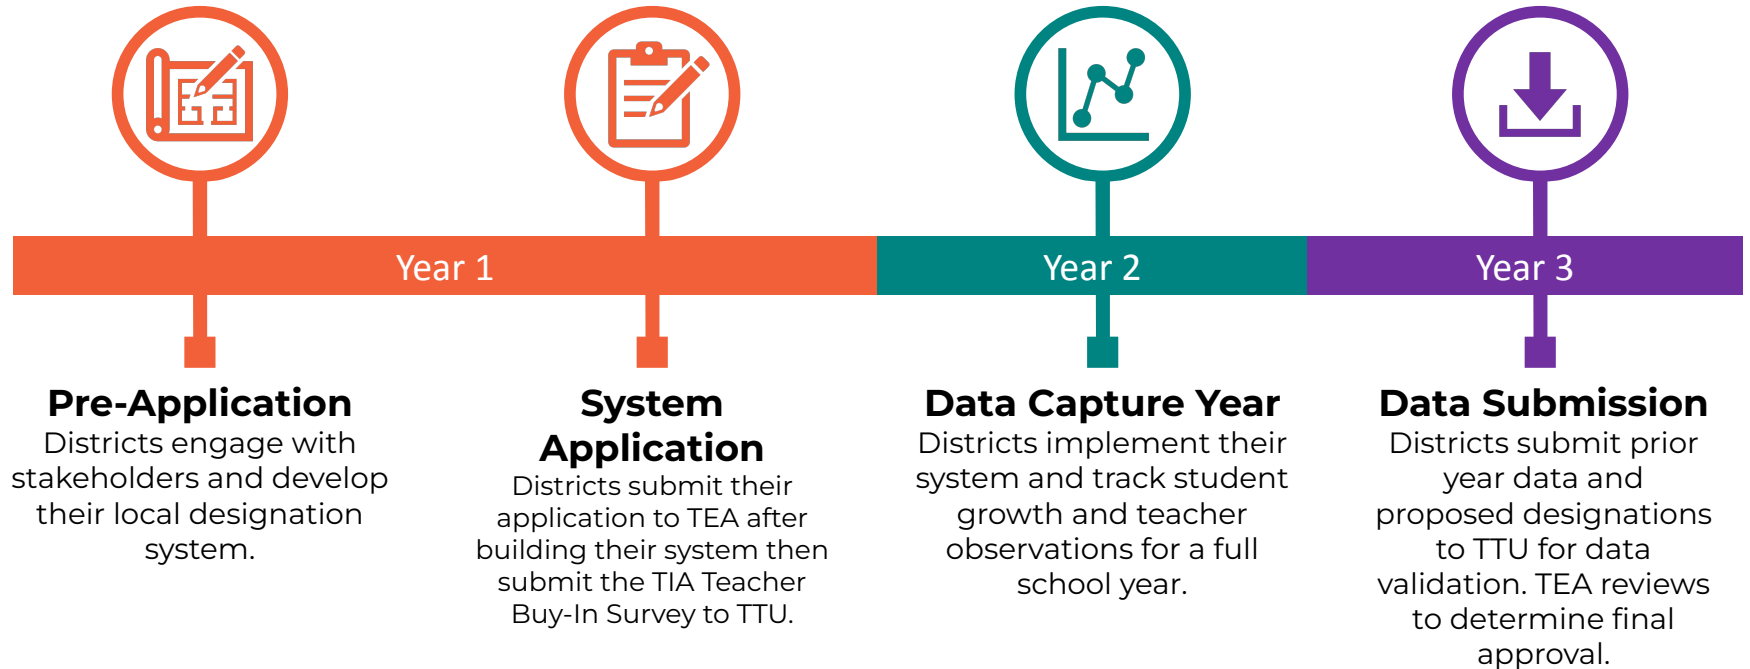 Year 1
Year 2
Year 3
Pre-Application
Districts engage with
stakeholders and develop
their local designation
system.
System
Application
Districts submit their
application to TEA after
building their system then
submit the TIA Teacher
Buy-In Survey to TTU.
Data Capture Year
Districts implement their
system and track student
growth and teacher
observations for a full
school year.
Data Submission
Districts submit prior
year data and
proposed designations
to TTU for data
validation. TEA reviews
to determine final
approval.